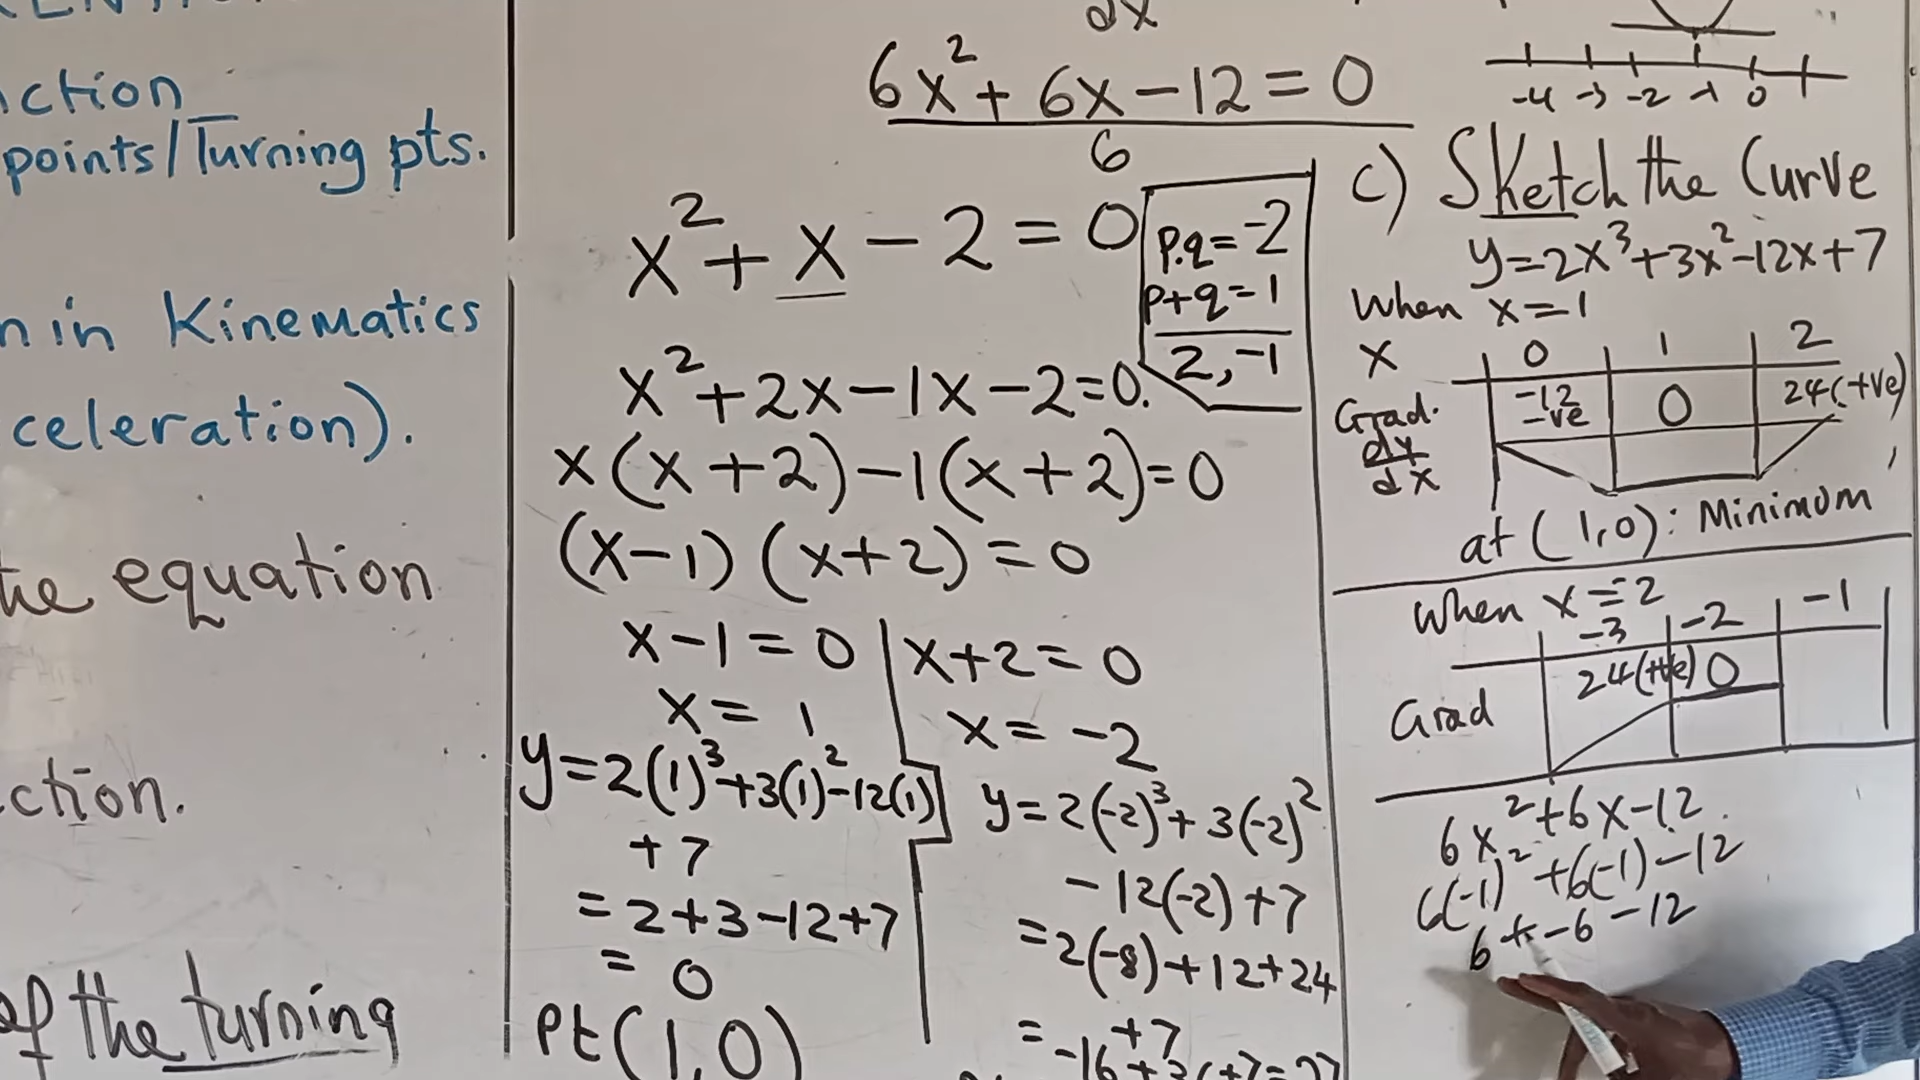 ction
points/Turning pts.
n in Kinematics
celeration).
he equation
ction.
of the turning
dx
6x²+6x-12=0
6
x²+x-2=0
p.q=-2
p+q=1
2,-1
x²+2x-1x-2=0.
x(x+2)-1(x+2)=0
(x-1)(x+2)=0
x-1=0
x=1
y=2(1)³+3(1)²-12(1)
+7
=2+3-12+7
=0
Pt(1,0)
x+2=0
x=-2
y=2(-2)³+3(-2)²
-12(-2)+7
=2(-8)+12+24
+7
-4 -3 -2 -1 0
c) Sketch the Curve
y=2x³+3x²-12x+7
When x=1
x 0 1 2
Grad. -12 -ve 0 24(+ve)
dy
dx
at (1,0): Minimum
When x=-2
-3 -2 -1
Grad 24(+ve) 0
6x²+6x-12
6(-1)²+6(-1)-12
6+-6-12